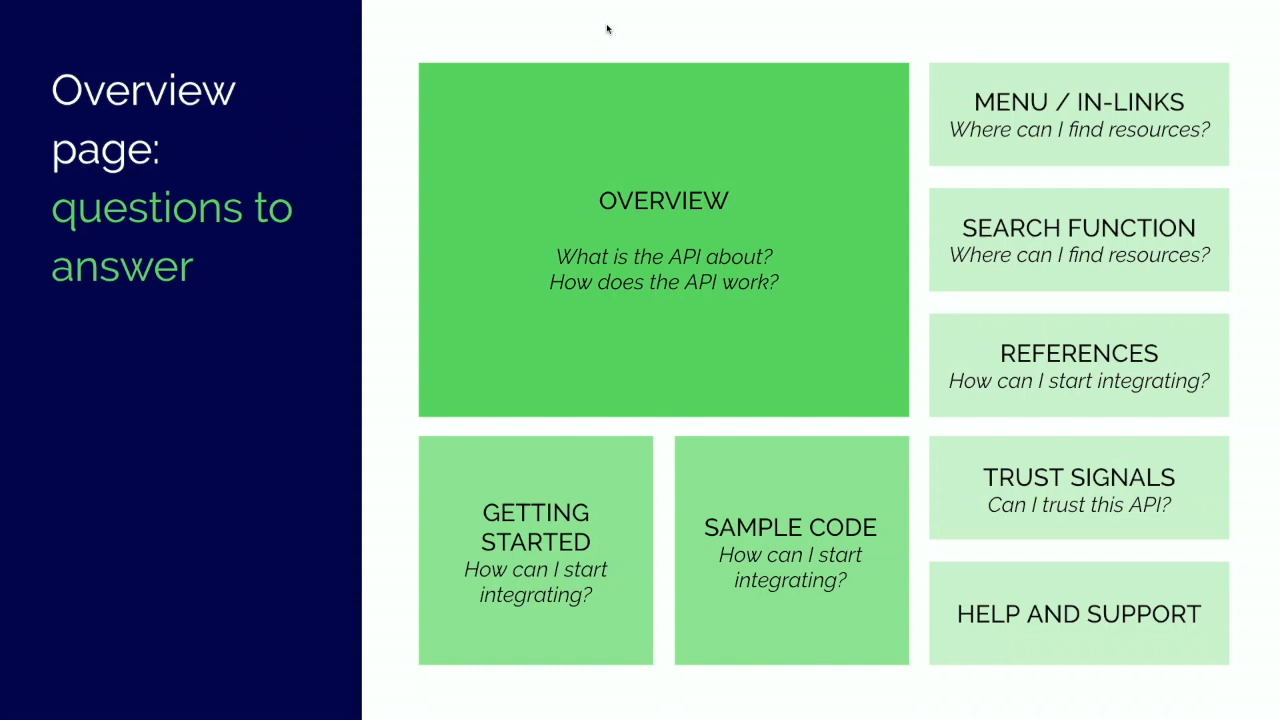 Overview
page:
questions to
answer
OVERVIEW
What is the API about?
How does the API work?
GETTING
STARTED
How can I start
integrating?
SAMPLE CODE
How can I start
integrating?
MENU / IN-LINKS
Where can I find resources?
SEARCH FUNCTION
Where can I find resources?
REFERENCES
How can I start integrating?
TRUST SIGNALS
Can I trust this API?
HELP AND SUPPORT